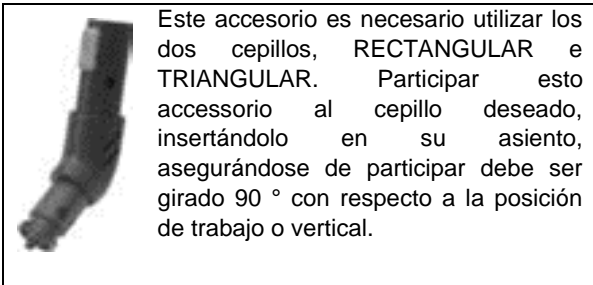 Este accesorio es necesario utilizar los
dos cepillos, RECTANGULAR e
TRIANGULAR. Participar esto
accessorio al cepillo deseado,
insertándolo en su asiento,
asegurándose de participar debe ser
girado 90 ° con respecto a la posición
de trabajo o vertical.